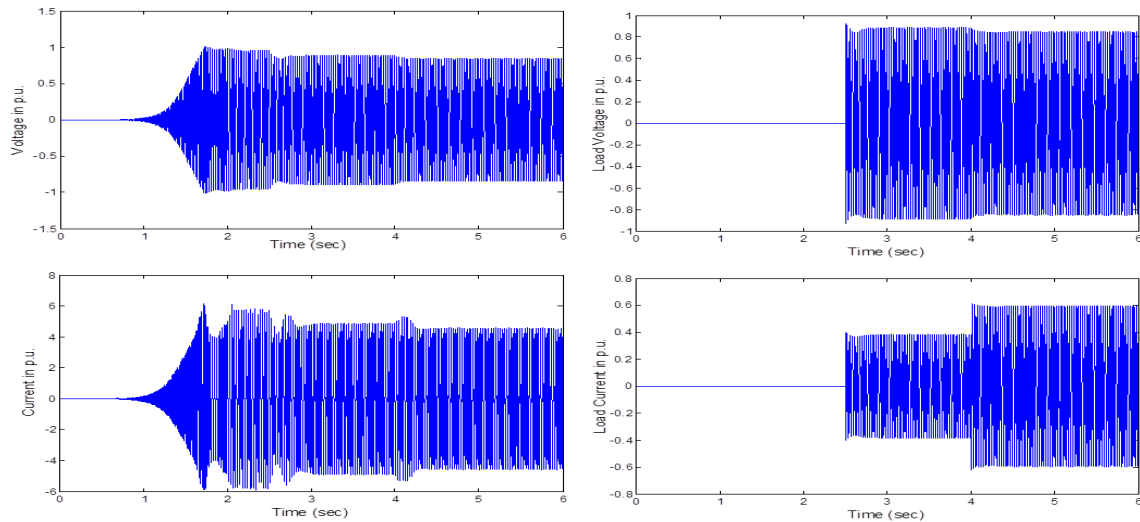 1.5
1
0.5
0
-0.5
-1
-1.5
Voltage in p.u.
0 1 2 3 4 5 6
Time (sec)
1
0.8
0.6
0.4
0.2
0
-0.2
-0.4
-0.6
-0.8
-1
Load Voltage in p.u.
0 1 2 3 4 5 6
Time (sec)
8
6
4
2
0
-2
-4
-6
Current in p.u.
0 1 2 3 4 5 6
Time (sec)
0.8
0.6
0.4
0.2
0
-0.2
-0.4
-0.6
-0.8
Load Current in p.u.
0 1 2 3 4 5 6
Time (sec)